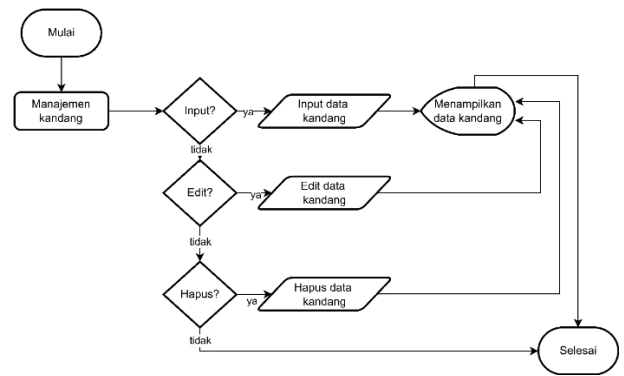 Mulai
Manajemen
kandang
Input?
ya
Input data
kandang
Menampilkan
data kandang
tidak
Edit?
ya
Edit data
kandang
tidak
Hapus?
ya
Hapus data
kandang
tidak
Selesai